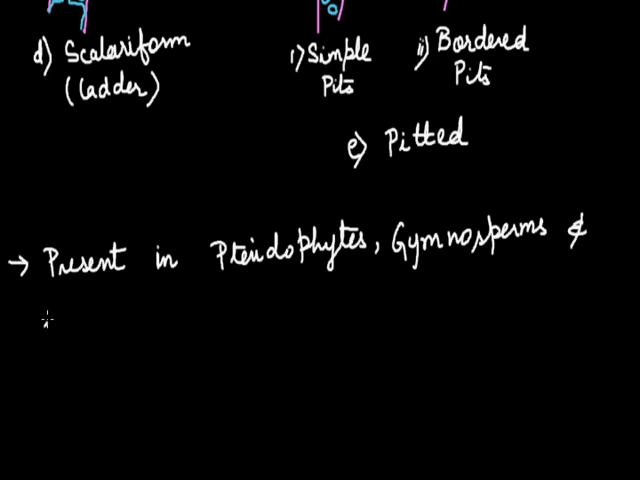 d) Scalariform
(Ladder)
i) Simple
Pits
ii) Bordered
Pits
e) Pitted
→ Present in Pteridophytes, Gymnosperms &